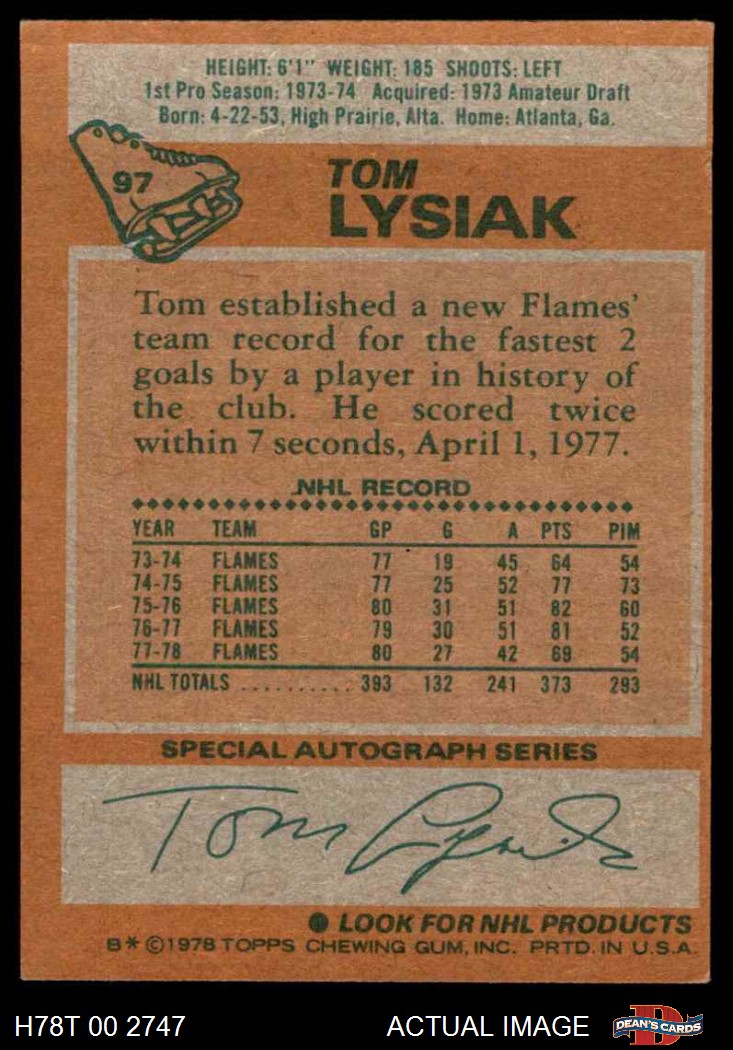 HEIGHT: 6'1" WEIGHT: 185 SHOOTS: LEFT
1st Pro Season: 1973-74 Acquired: 1973 Amateur Draft
Born: 4-22-53, High Prairie, Alta. Home: Atlanta, Ga.
97
TOM
LYSIAK
Tom established a new Flames'
team record for the fastest 2
goals by a player in history of
the club. He scored twice
within 7 seconds, April 1, 1977.
NHL RECORD
YEAR TEAM GP G A PTS PIM
73-74 FLAMES 77 19 45 64 54
74-75 FLAMES 77 25 52 77 73
75-76 FLAMES 80 31 51 82 60
76-77 FLAMES 79 30 51 81 52
77-78 FLAMES 80 27 42 69 54
NHL TOTALS .......... 393 132 241 373 293
SPECIAL AUTOGRAPH SERIES
Tom Lysiak
● LOOK FOR NHL PRODUCTS
B* ©1978 TOPPS CHEWING GUM, INC. PRTD. IN U.S.A.
H78T 00 2747 ACTUAL IMAGE D DEAN'S CARDS